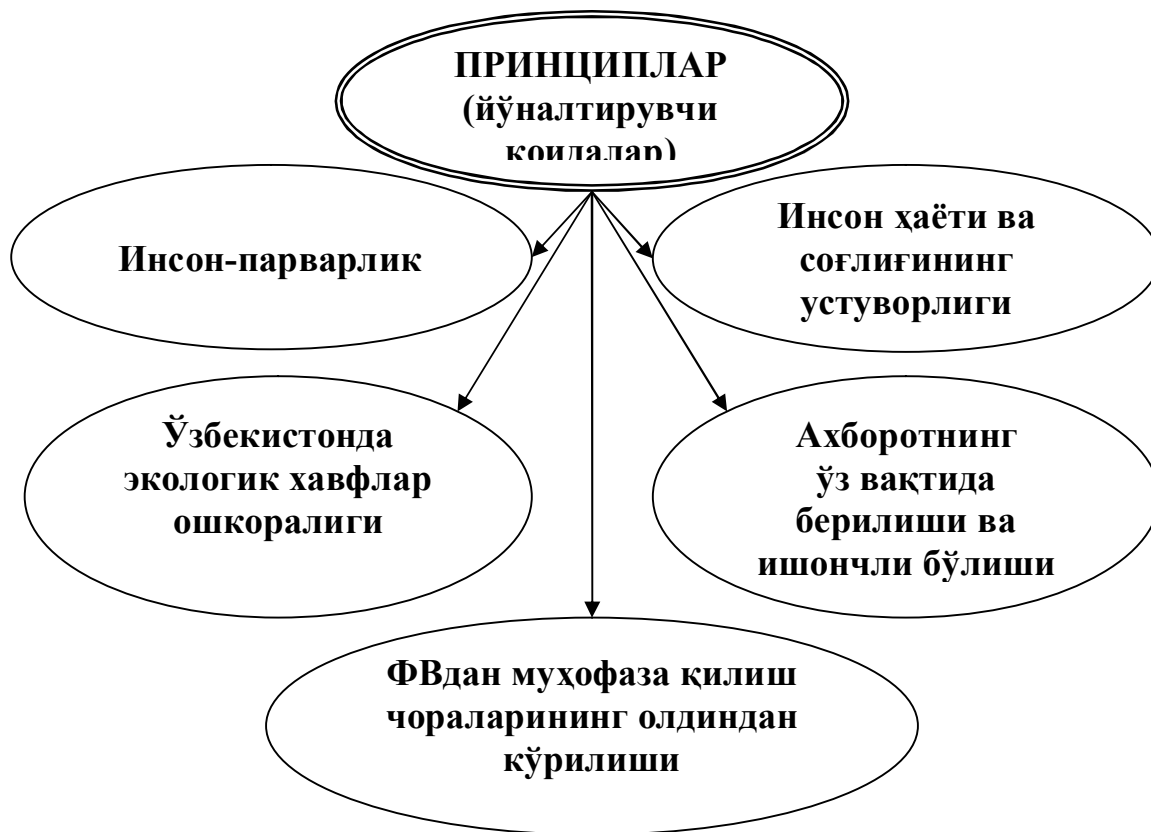 ПРИНЦИПЛАР
(йўналтирувчи
қоидалар)
Инсон-парварлик
Инсон ҳаёти ва
соғлиғининг
устуворлиги
Ўзбекистонда
экологик хавфлар
ошкоралиги
Ахборотнинг
ўз вақтида
берилиши ва
ишончли бўлиши
ФВдан муҳофаза қилиш
чораларининг олдиндан
кўрилиши